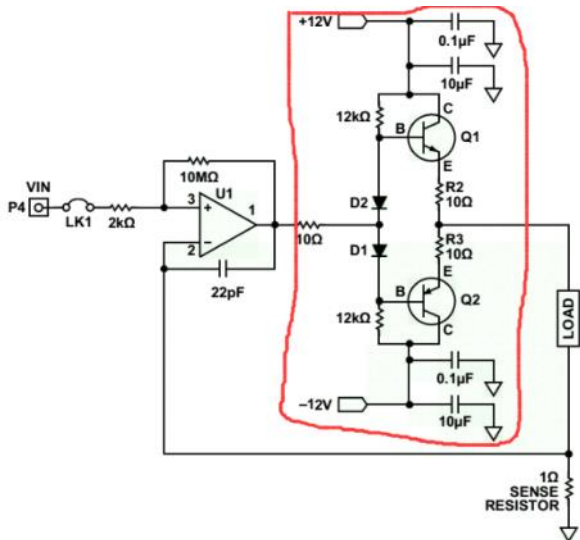 +12V
0.1µF
10µF
12kΩ
C
B
Q1
E
VIN
10MΩ
U1
P4
LK1
2kΩ
3
+
1
D2
R2
10Ω
10Ω
−
2
D1
R3
10Ω
22pF
E
B
Q2
12kΩ
C
LOAD
0.1µF
−12V
10µF
1Ω
SENSE
RESISTOR